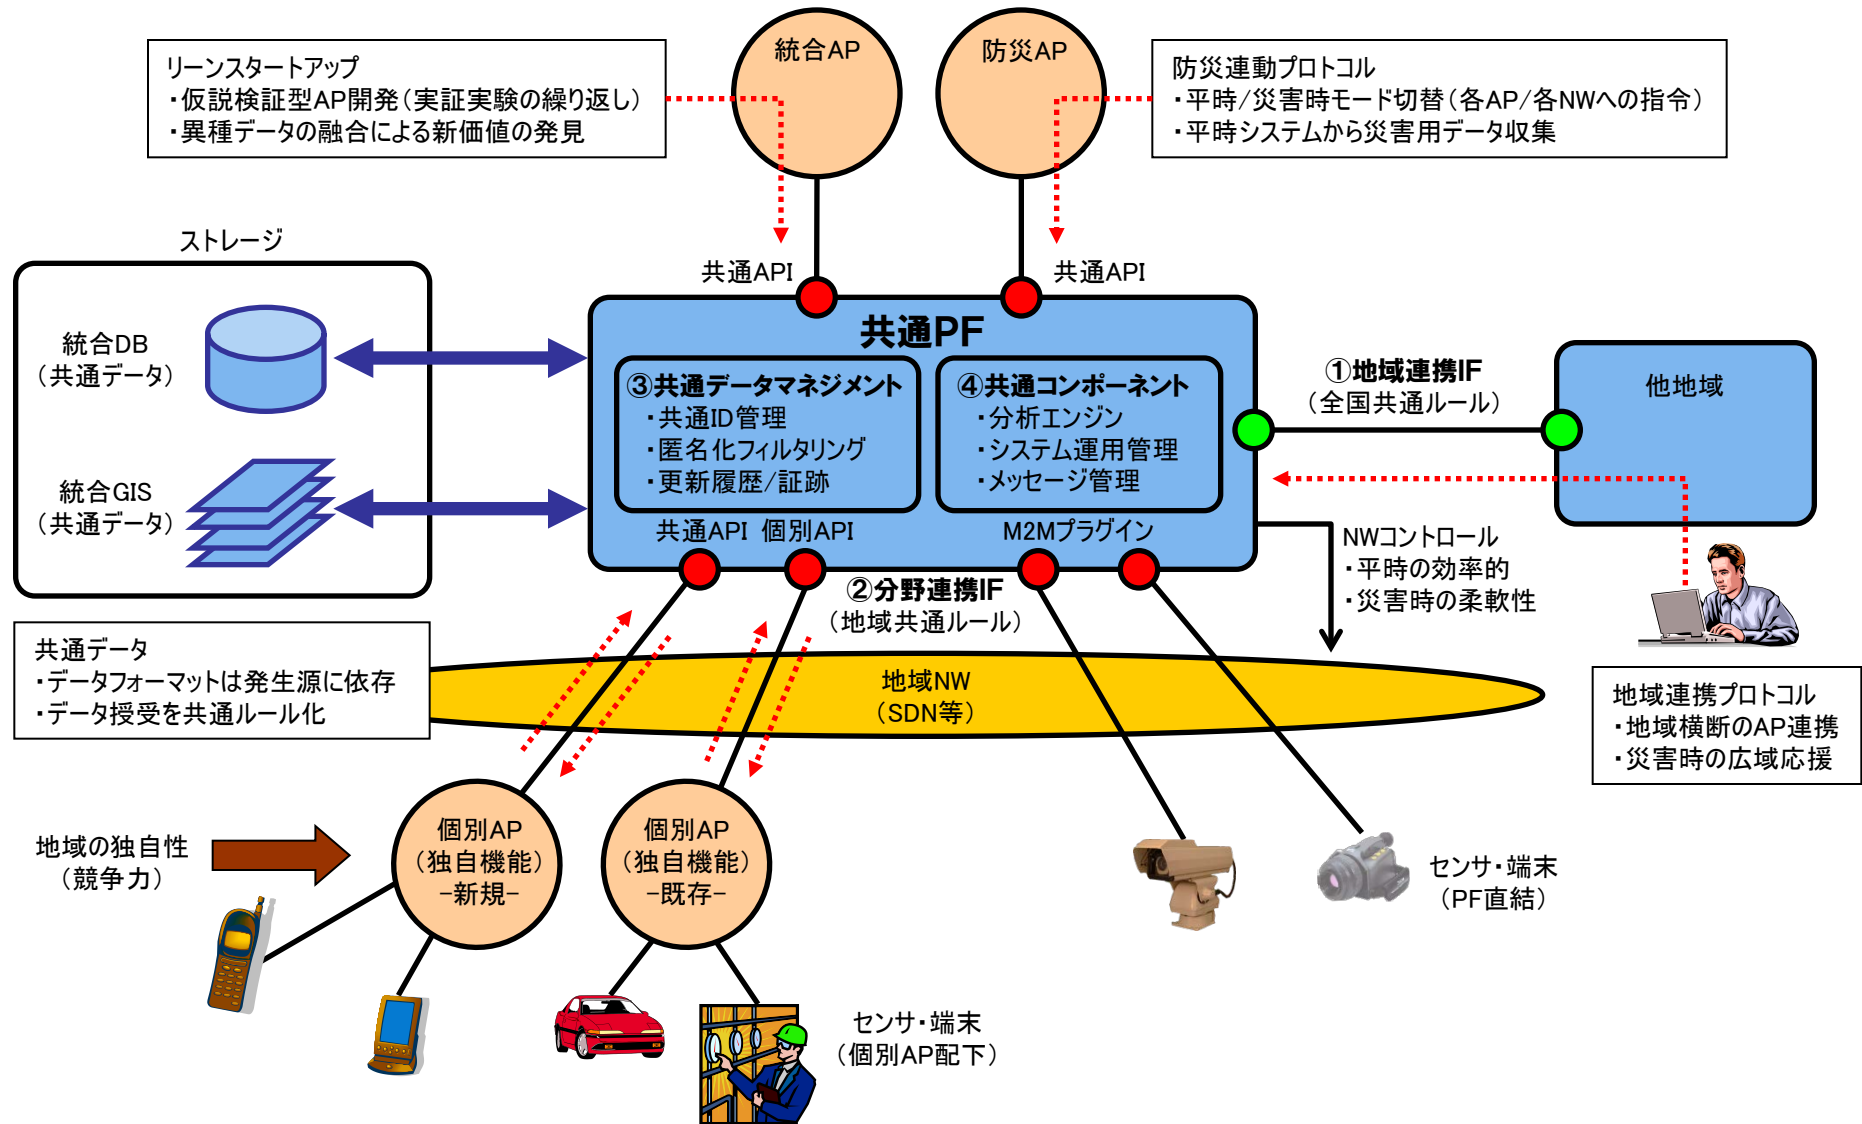 統合AP
防災AP
リーンスタートアップ
・仮説検証型AP開発（実証実験の繰り返し）
・異種データの融合による新価値の発見
防災連動プロトコル
・平時/災害時モード切替（各AP/各NWへの指令）
・平時システムから災害用データ収集
ストレージ
統合DB
（共通データ）
統合GIS
（共通データ）
共通API
共通API
共通PF
③共通データマネジメント
・共通ID管理
・匿名化フィルタリング
・更新履歴/証跡
④共通コンポーネント
・分析エンジン
・システム運用管理
・メッセージ管理
共通API
個別API
M2Mプラグイン
①地域連携IF
（全国共通ルール）
他地域
②分野連携IF
（地域共通ルール）
NWコントロール
・平時の効率的
・災害時の柔軟性
共通データ
・データフォーマットは発生源に依存
・データ授受を共通ルール化
地域NW
（SDN等）
地域連携プロトコル
・地域横断のAP連携
・災害時の広域応援
地域の独自性
（競争力）
個別AP
（独自機能）
-新規-
個別AP
（独自機能）
-既存-
センサ・端末
（PF直結）
センサ・端末
（個別AP配下）